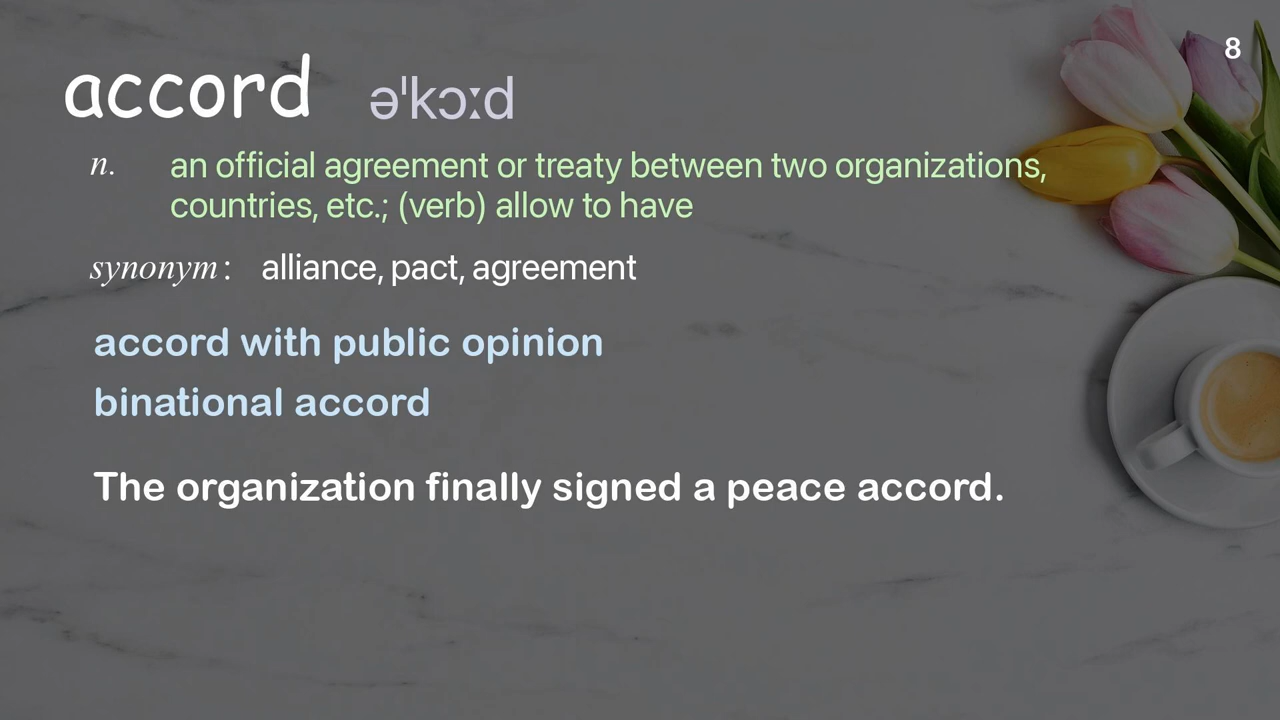 8
accord əˈkɔːd
n. an official agreement or treaty between two organizations,
countries, etc.; (verb) allow to have
synonym: alliance, pact, agreement
accord with public opinion
binational accord
The organization finally signed a peace accord.